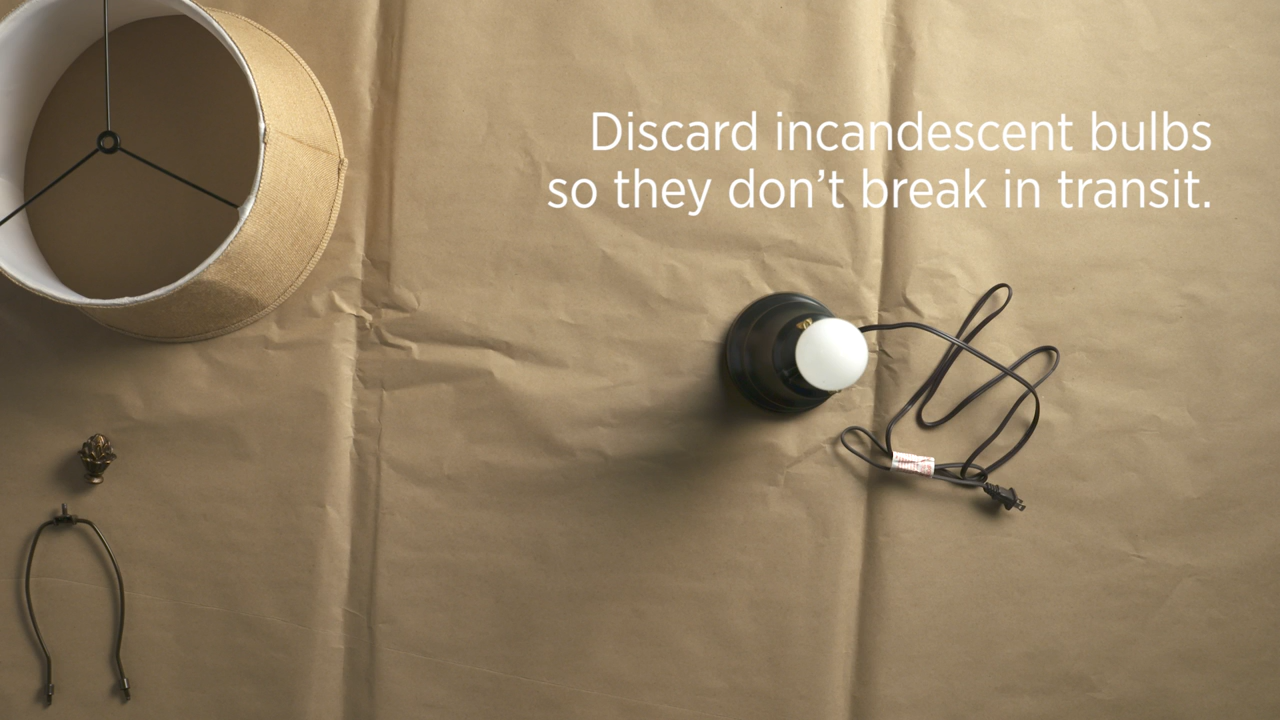 Discard incandescent bulbs
so they don’t break in transit.